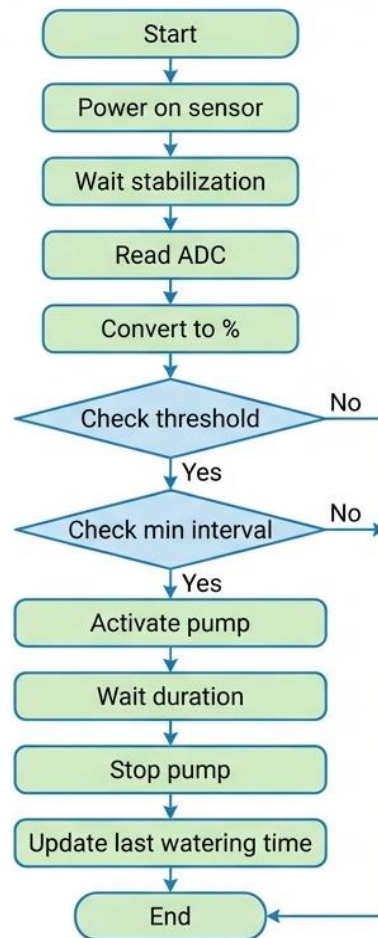 Start
Power on sensor
Wait stabilization
Read ADC
Convert to %
Check threshold
No
Yes
Check min interval
No
Yes
Activate pump
Wait duration
Stop pump
Update last watering time
End